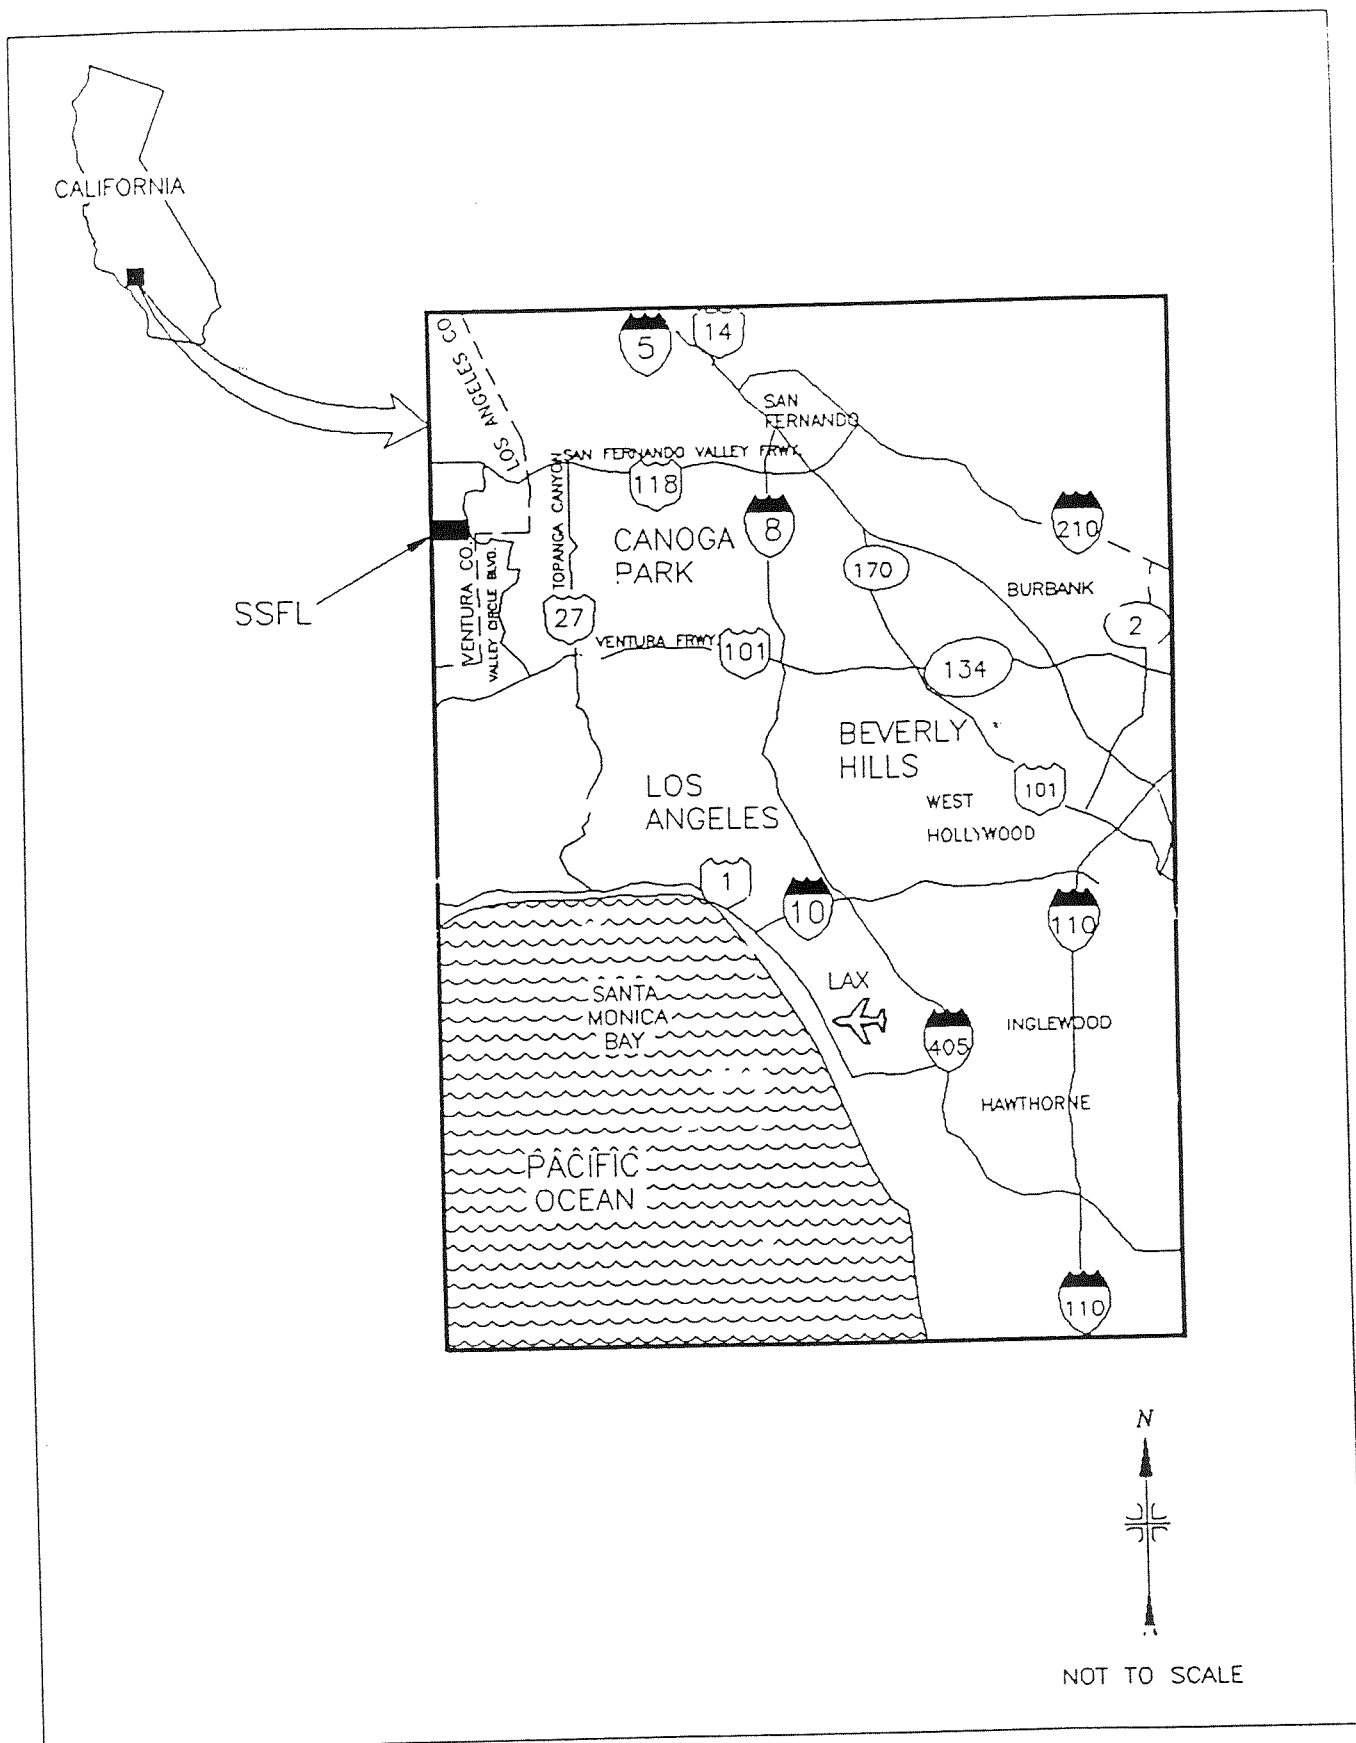 CALIFORNIA
LOS ANGELES CO
5
14
SAN
FERNANDO
SAN FERNANDO VALLEY FRWY.
118
TOPANGA CANYON
CANOGA
PARK
8
210
170
BURBANK
SSFL
VENTURA CO.
VALLEY CIRCLE BLVD.
27
VENTURA FRWY.
101
134
2
BEVERLY
HILLS
LOS
ANGELES
WEST
HOLLYWOOD
101
1
10
110
LAX
SANTA
MONICA
BAY
405
INGLEWOOD
HAWTHORNE
PACIFIC
OCEAN
110
N
NOT TO SCALE